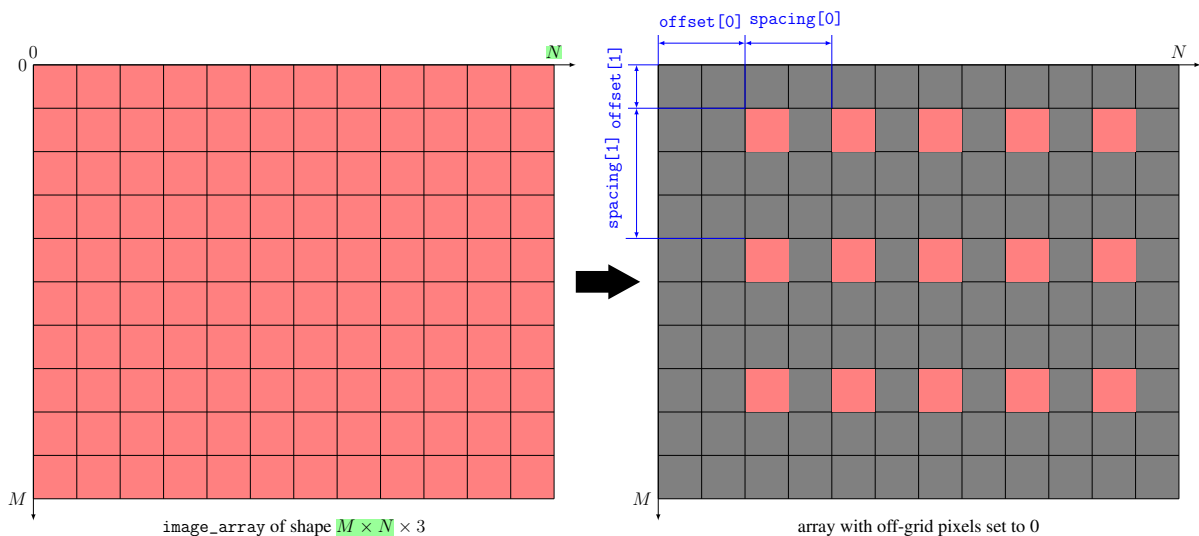 offset[0] spacing[0]
0 N N
0
offset[1]
spacing[1]
M M
image_array of shape M × N × 3
array with off-grid pixels set to 0